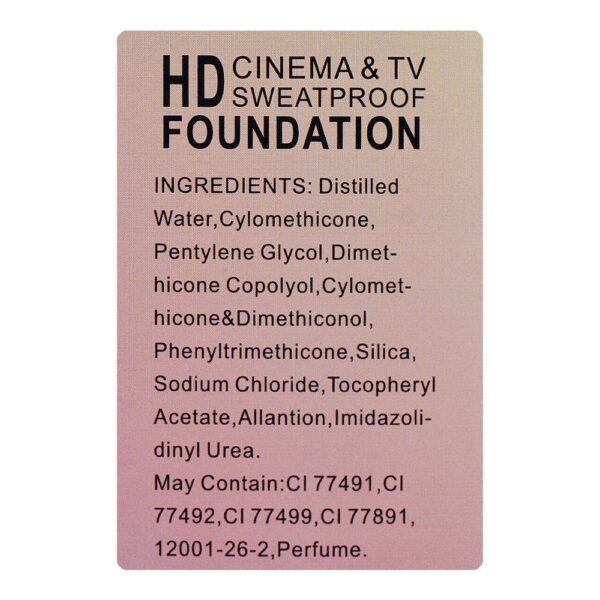 HD CINEMA & TV
SWEATPROOF
FOUNDATION
INGREDIENTS: Distilled
Water,Cylomethicone,
Pentylene Glycol,Dimet-
hicone Copolyol,Cylomet-
hicone&Dimethiconol,
Phenyltrimethicone,Silica,
Sodium Chloride,Tocopheryl
Acetate,Allantion,Imidazoli-
dinyl Urea.
May Contain:CI 77491,CI
77492,CI 77499,CI 77891,
12001-26-2,Perfume.